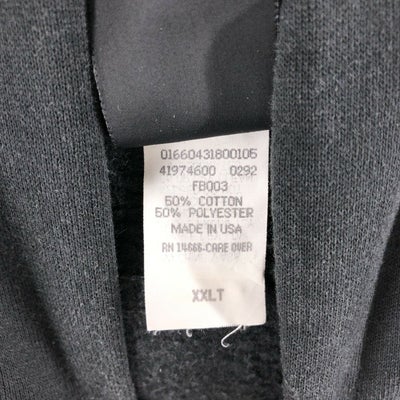 01660431800105
41974600 0292
FB003
50% COTTON
50% POLYESTER
MADE IN USA
RN 14666-CARE OVER
XXLT